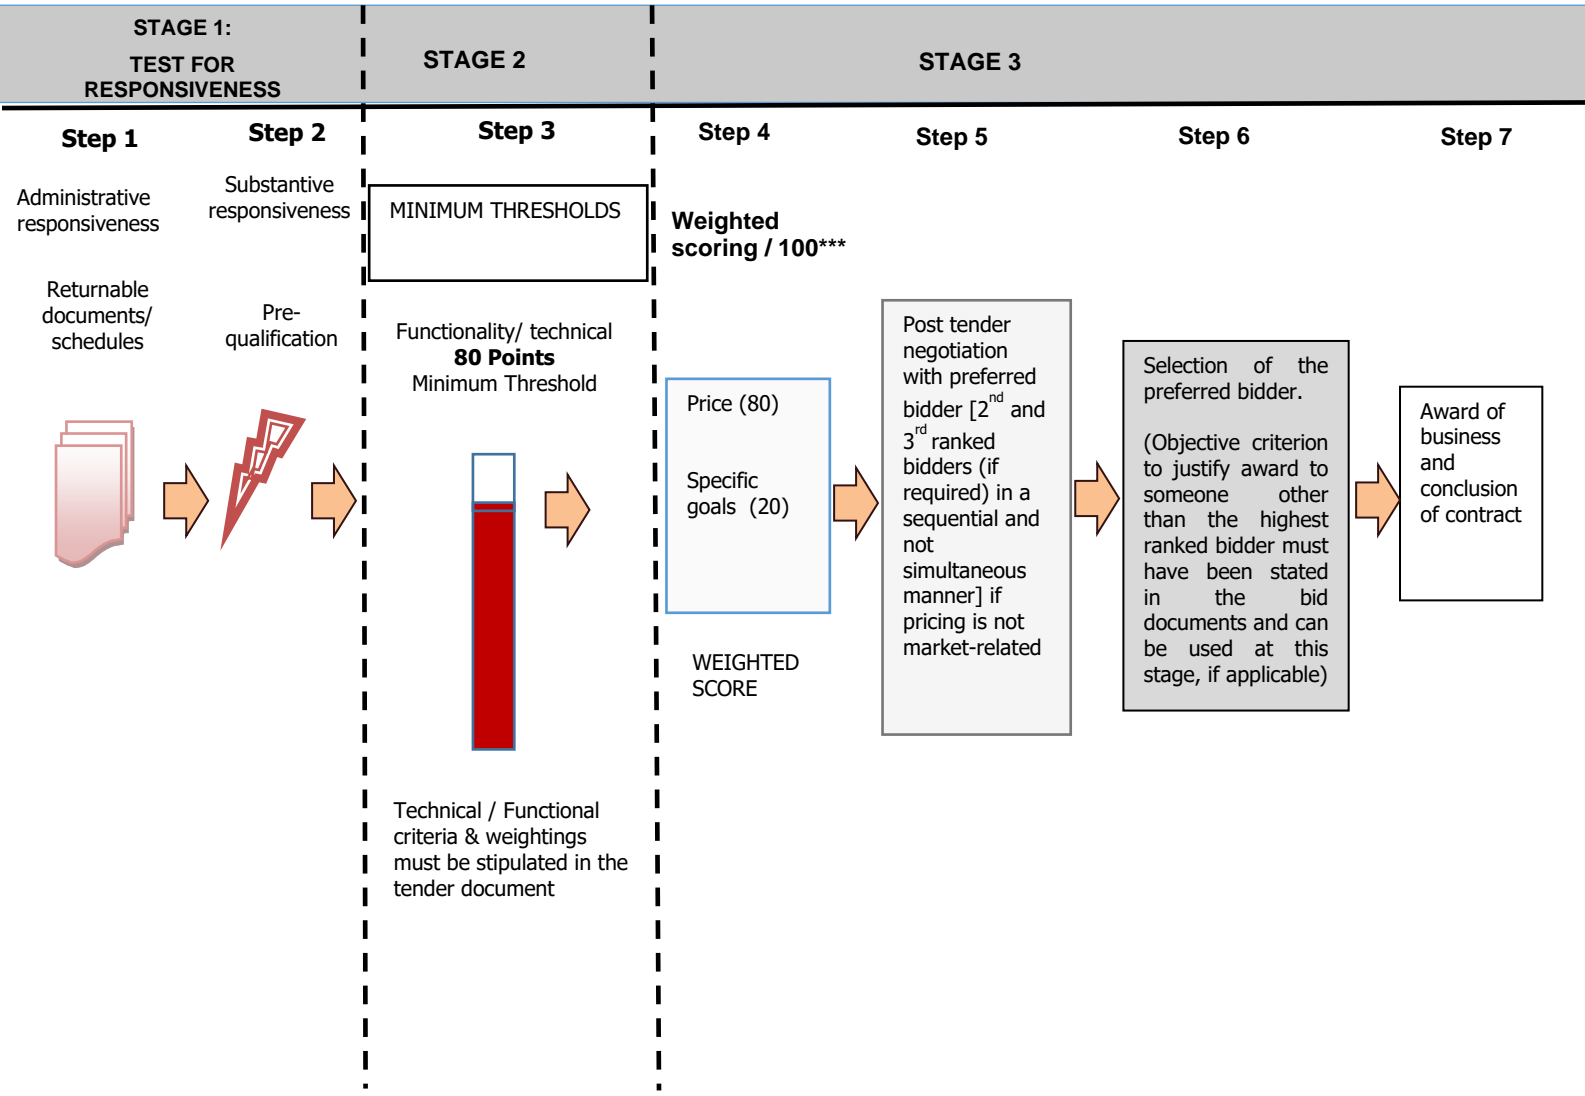 STAGE 1:
TEST FOR
RESPONSIVENESS
STAGE 2
STAGE 3
Step 1
Step 2
Step 3
Step 4
Step 5
Step 6
Step 7
Administrative
responsiveness
Returnable
documents/
schedules
Substantive
responsiveness
Pre-
qualification
MINIMUM THRESHOLDS
Functionality/ technical
80 Points
Minimum Threshold
Technical / Functional
criteria & weightings
must be stipulated in the
tender document
Weighted
scoring / 100***
Price (80)
Specific
goals (20)
WEIGHTED
SCORE
Post tender
negotiation
with preferred
bidder [2nd and
3rd ranked
bidders (if
required) in a
sequential and
not
simultaneous
manner] if
pricing is not
market-related
Selection of the
preferred bidder.
(Objective criterion
to justify award to
someone other
than the highest
ranked bidder must
have been stated
in the bid
documents and can
be used at this
stage, if applicable)
Award of
business
and
conclusion
of contract